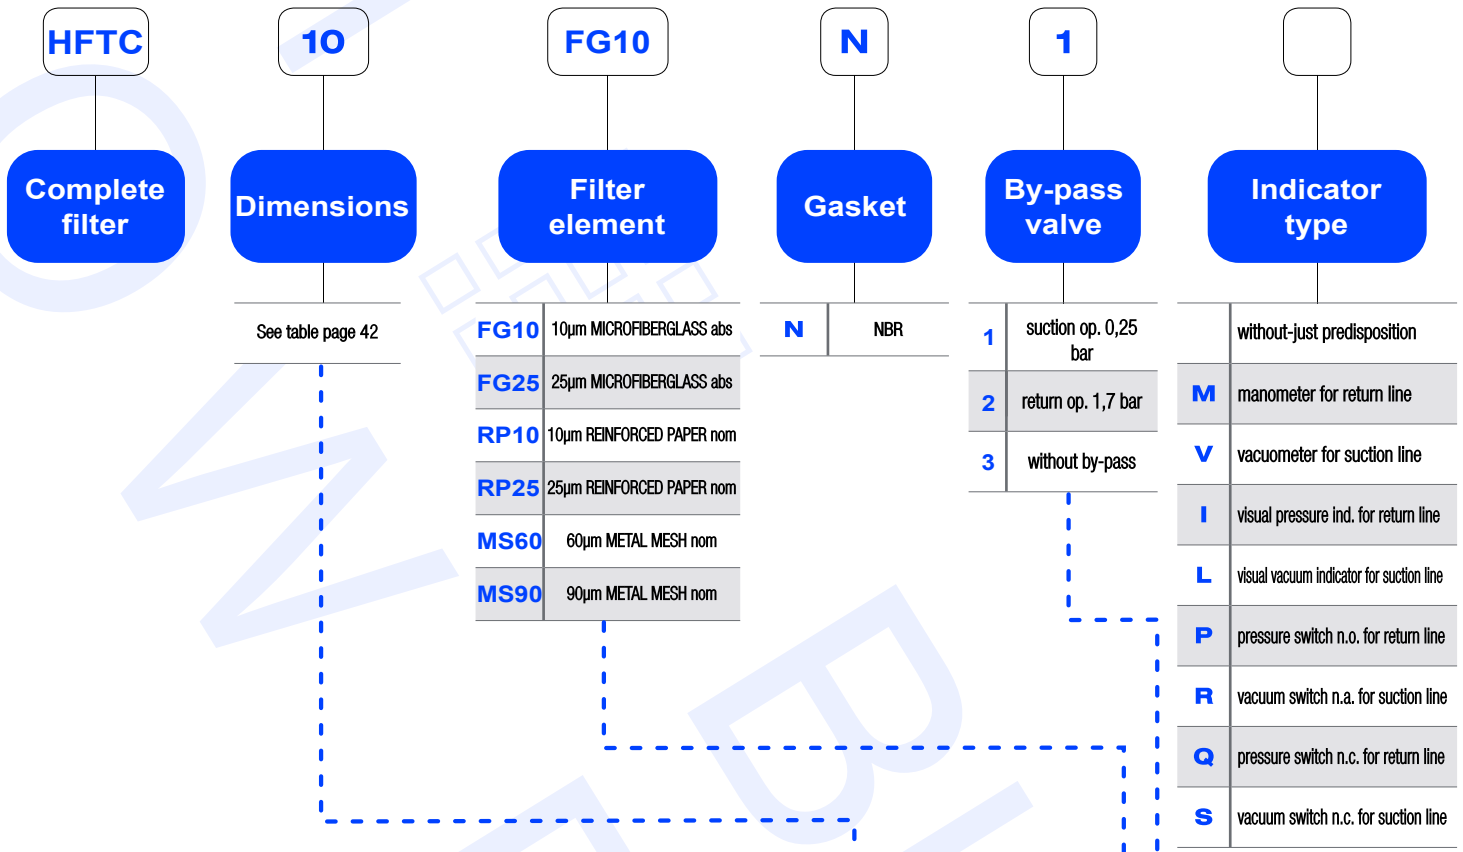 HFTC 10 FG10 N 1
Complete filter
Dimensions
Filter element
Gasket
By-pass valve
Indicator type
See table page 42
FG10 10µm MICROFIBERGLASS abs
FG25 25µm MICROFIBERGLASS abs
RP10 10µm REINFORCED PAPER nom
RP25 25µm REINFORCED PAPER nom
MS60 60µm METAL MESH nom
MS90 90µm METAL MESH nom
N NBR
1 suction op. 0,25 bar
2 return op. 1,7 bar
3 without by-pass
without-just predisposition
M manometer for return line
V vacuometer for suction line
I visual pressure ind. for return line
L visual vacuum indicator for suction line
P pressure switch n.o. for return line
R vacuum switch n.a. for suction line
Q pressure switch n.c. for return line
S vacuum switch n.c. for suction line